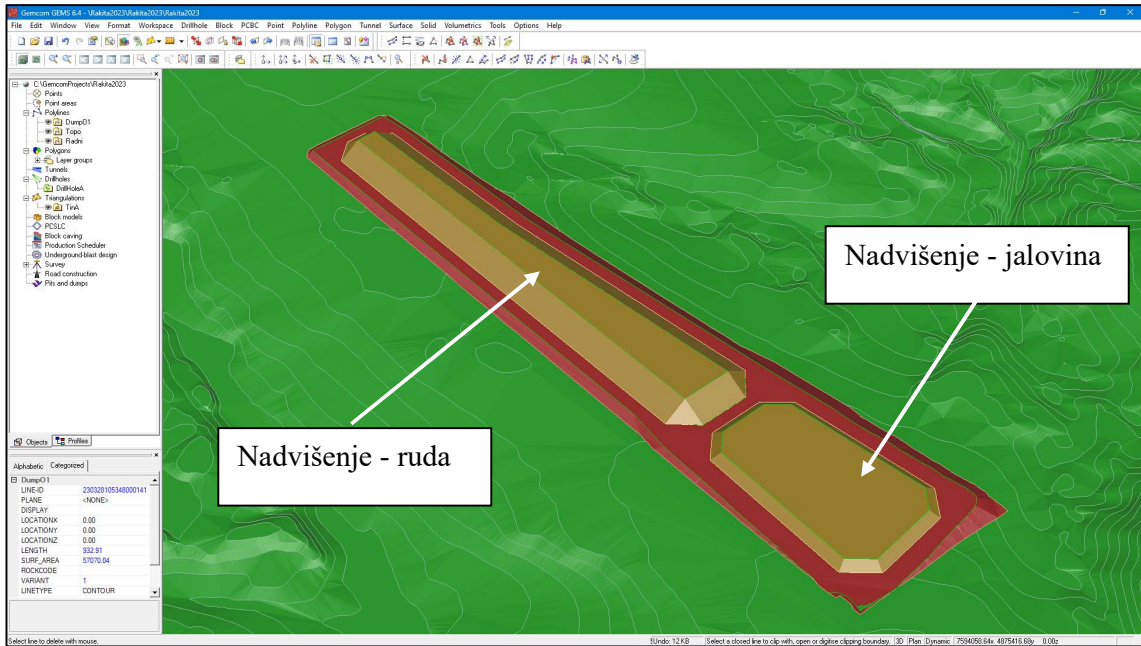 Gemcom GEMS 6.4 - \Rakita2023\Rakita2023\Rakita2023
File Edit Window View Format Workspace Drillhole Block PCBC Point Polyline Polygon Tunnel Surface Solid Volumetrics Tools Options Help
C:\GemcomProjects\Rakita2023
Points
Point areas
Polylines
Dump01
Topo
Radni
Polygons
Layer groups
Tunnels
Drillholes
DrillHoleA
Triangulations
TinA
Block models
PCSLC
Block caving
Production Scheduler
Underground-blast design
Survey
Road construction
Pits and dumps
Objects Profiles
Alphabetic Categorized
Dump01
LINE-ID 230328105348000141
PLANE <NONE>
DISPLAY
LOCATIONX 0.00
LOCATIONY 0.00
LOCATIONZ 0.00
LENGTH 932.91
SURF_AREA 57070.04
ROCKCODE
VARIANT 1
LINETYPE CONTOUR
Nadvišenje - jalovina
Nadvišenje - ruda
Select line to delete with mouse. Undo: 12 KB Select a closed line to clip with, open or digitise clipping boundary. 3D Plan Dynamic 7594058.64x 4875416.68y 0.00z